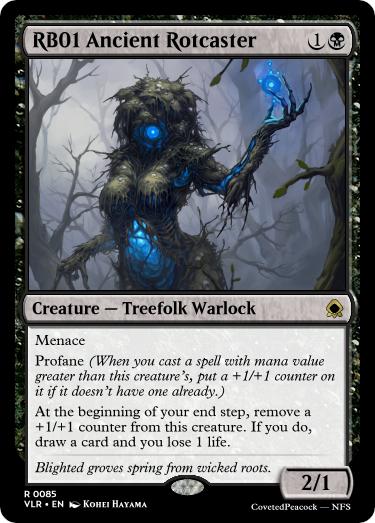 RB01 Ancient Rotcaster 1
Creature — Treefolk Warlock
Menace
Profane (When you cast a spell with mana value
greater than this creature's, put a +1/+1 counter on
it if it doesn't have one already.)
At the beginning of your end step, remove a
+1/+1 counter from this creature. If you do,
draw a card and you lose 1 life.
Blighted groves spring from wicked roots.
2/1
R 0085
VLR • EN Kohei Hayama
CovetedPeacock — NFS